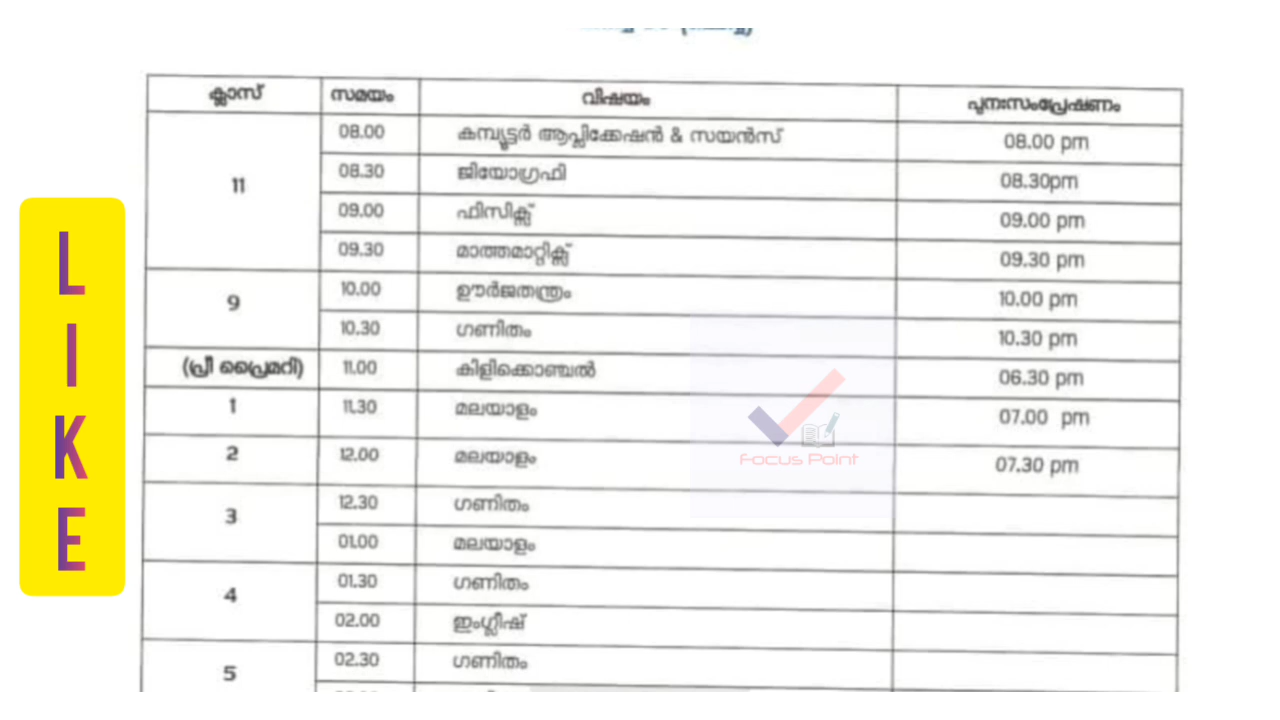 ക്ലാസ് സമയം വിഷയം പുനഃസംപ്രേഷണം
11 08.00 കമ്പ്യൂട്ടർ ആപ്ലിക്കേഷൻ & സയൻസ് 08.00 pm
08.30 ജിയോഗ്രഫി 08.30pm
09.00 ഫിസിക്സ് 09.00 pm
09.30 മാത്തമാറ്റിക്സ് 09.30 pm
9 10.00 ഊർജതന്ത്രം 10.00 pm
10.30 ഗണിതം 10.30 pm
(പ്രീ പ്രൈമറി) 11.00 കിളിക്കൊഞ്ചൽ 06.30 pm
1 11.30 മലയാളം 07.00 pm
2 12.00 മലയാളം 07.30 pm
3 12.30 ഗണിതം
01.00 മലയാളം
4 01.30 ഗണിതം
02.00 ഇംഗ്ലീഷ്
5 02.30 ഗണിതം
LIKE
Focus Point